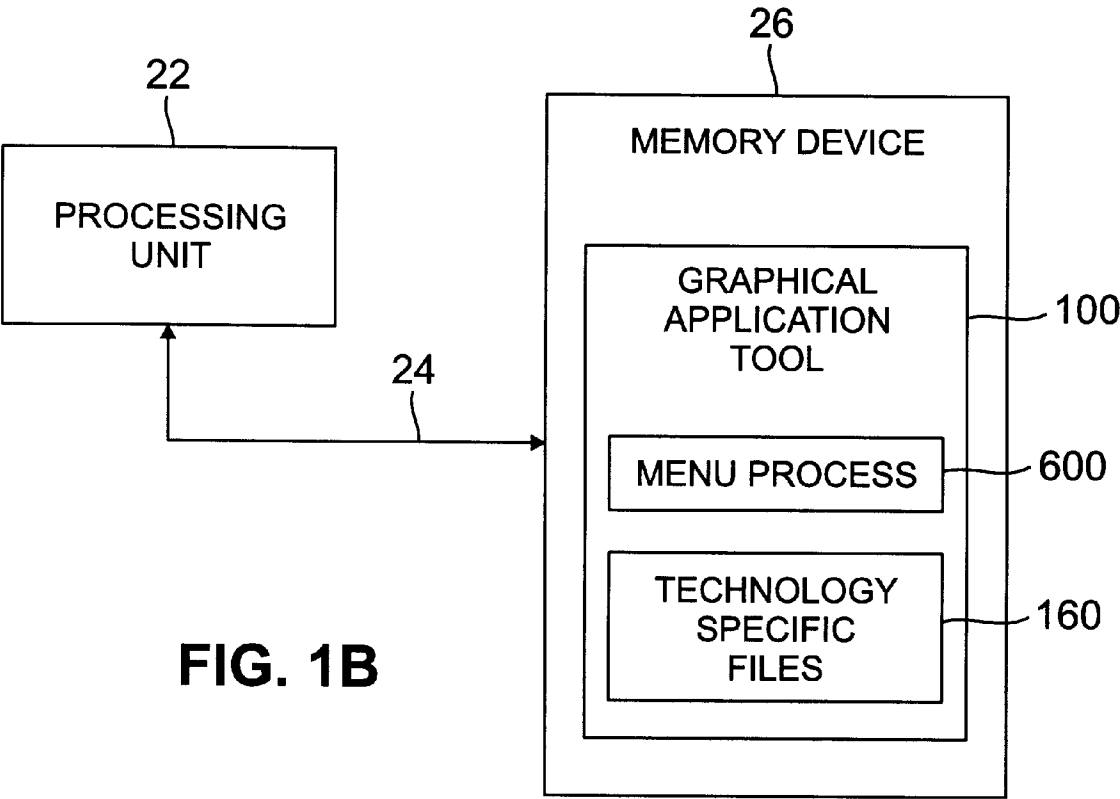 26
22
MEMORY DEVICE
PROCESSING
UNIT
GRAPHICAL
APPLICATION
TOOL
100
24
MENU PROCESS
600
TECHNOLOGY
SPECIFIC
FILES
160
FIG. 1B